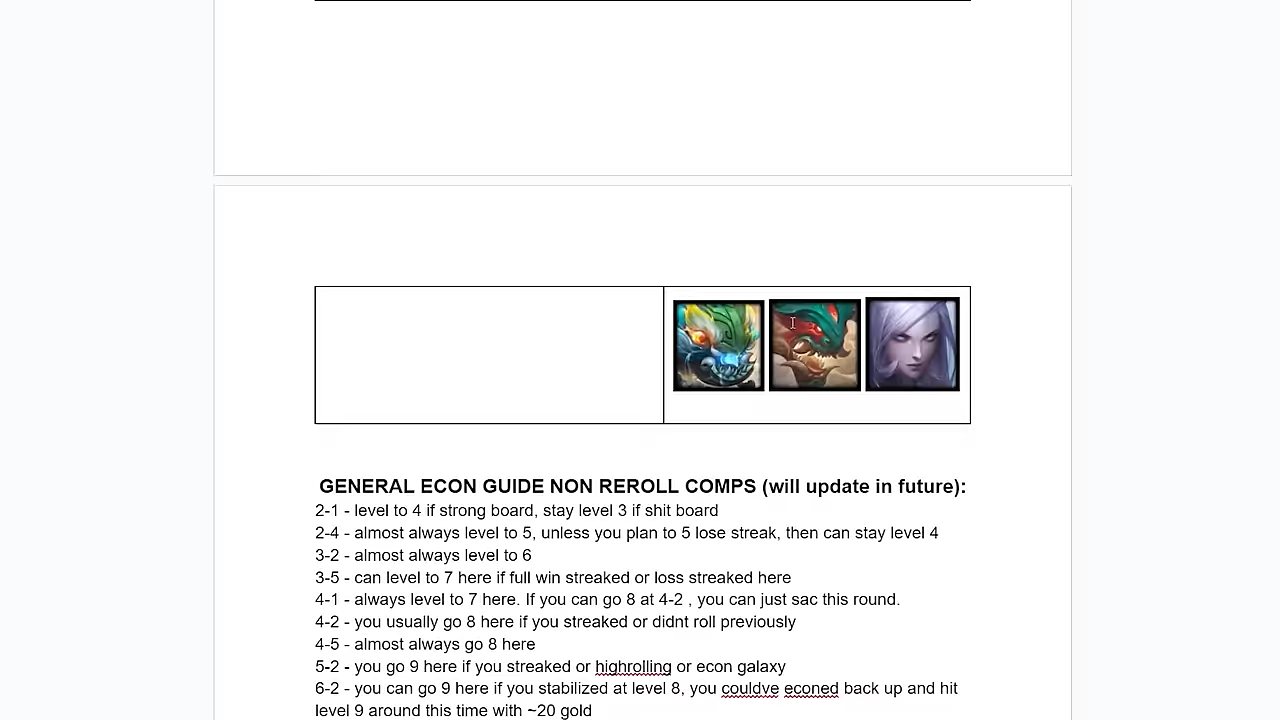 GENERAL ECON GUIDE NON REROLL COMPS (will update in future):
2-1 - level to 4 if strong board, stay level 3 if shit board
2-4 - almost always level to 5, unless you plan to 5 lose streak, then can stay level 4
3-2 - almost always level to 6
3-5 - can level to 7 here if full win streaked or loss streaked here
4-1 - always level to 7 here. If you can go 8 at 4-2 , you can just sac this round.
4-2 - you usually go 8 here if you streaked or didnt roll previously
4-5 - almost always go 8 here
5-2 - you go 9 here if you streaked or highrolling or econ galaxy
6-2 - you can go 9 here if you stabilized at level 8, you couldve econed back up and hit
level 9 around this time with ~20 gold